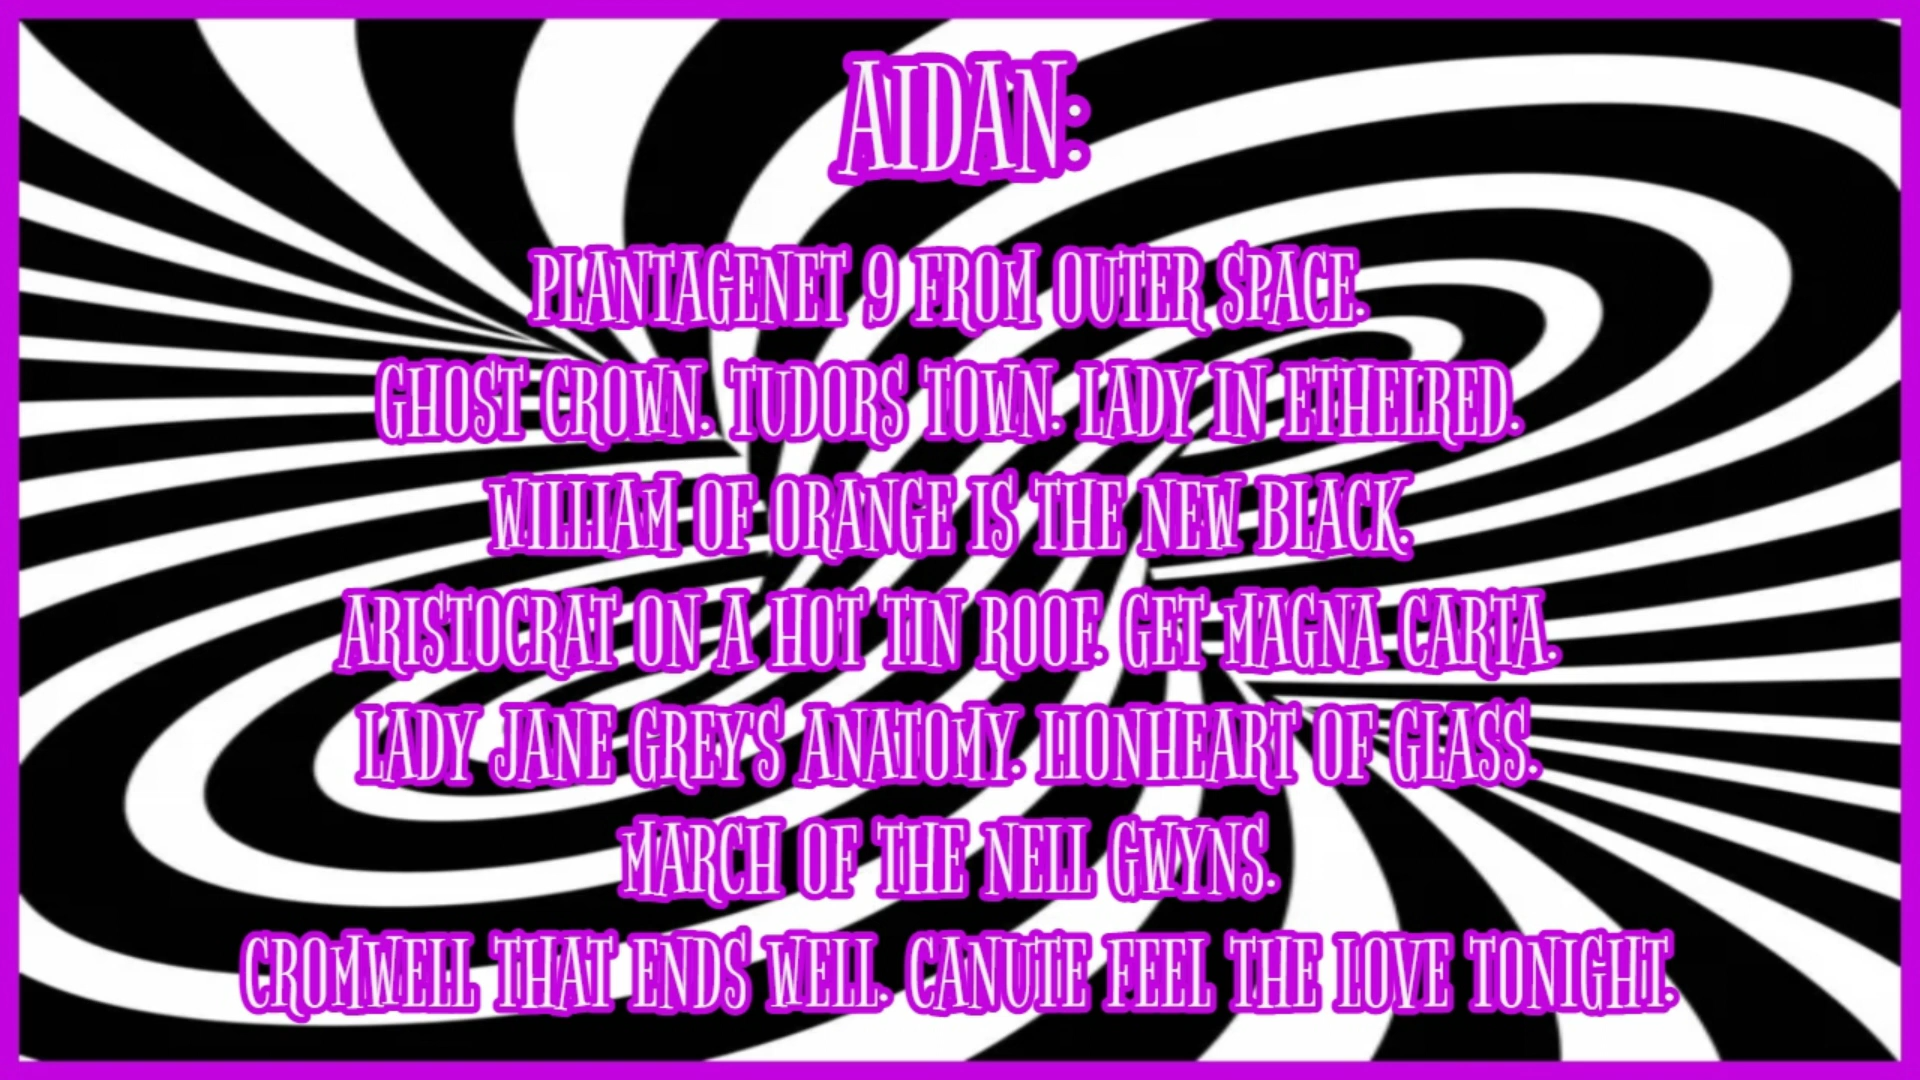 AIDAN:
PLANTAGENET 9 FROM OUTER SPACE.
GHOST CROWN. TUDORS TOWN. LADY IN ETHELRED.
WILLIAM OF ORANGE IS THE NEW BLACK.
ARISTOCRAT ON A HOT TIN ROOF. GET MAGNA CARTA.
LADY JANE GREY'S ANATOMY. LIONHEART OF GLASS.
MARCH OF THE NELL GWYNS.
CROMWELL THAT ENDS WELL. CANUTE FEEL THE LOVE TONIGHT.